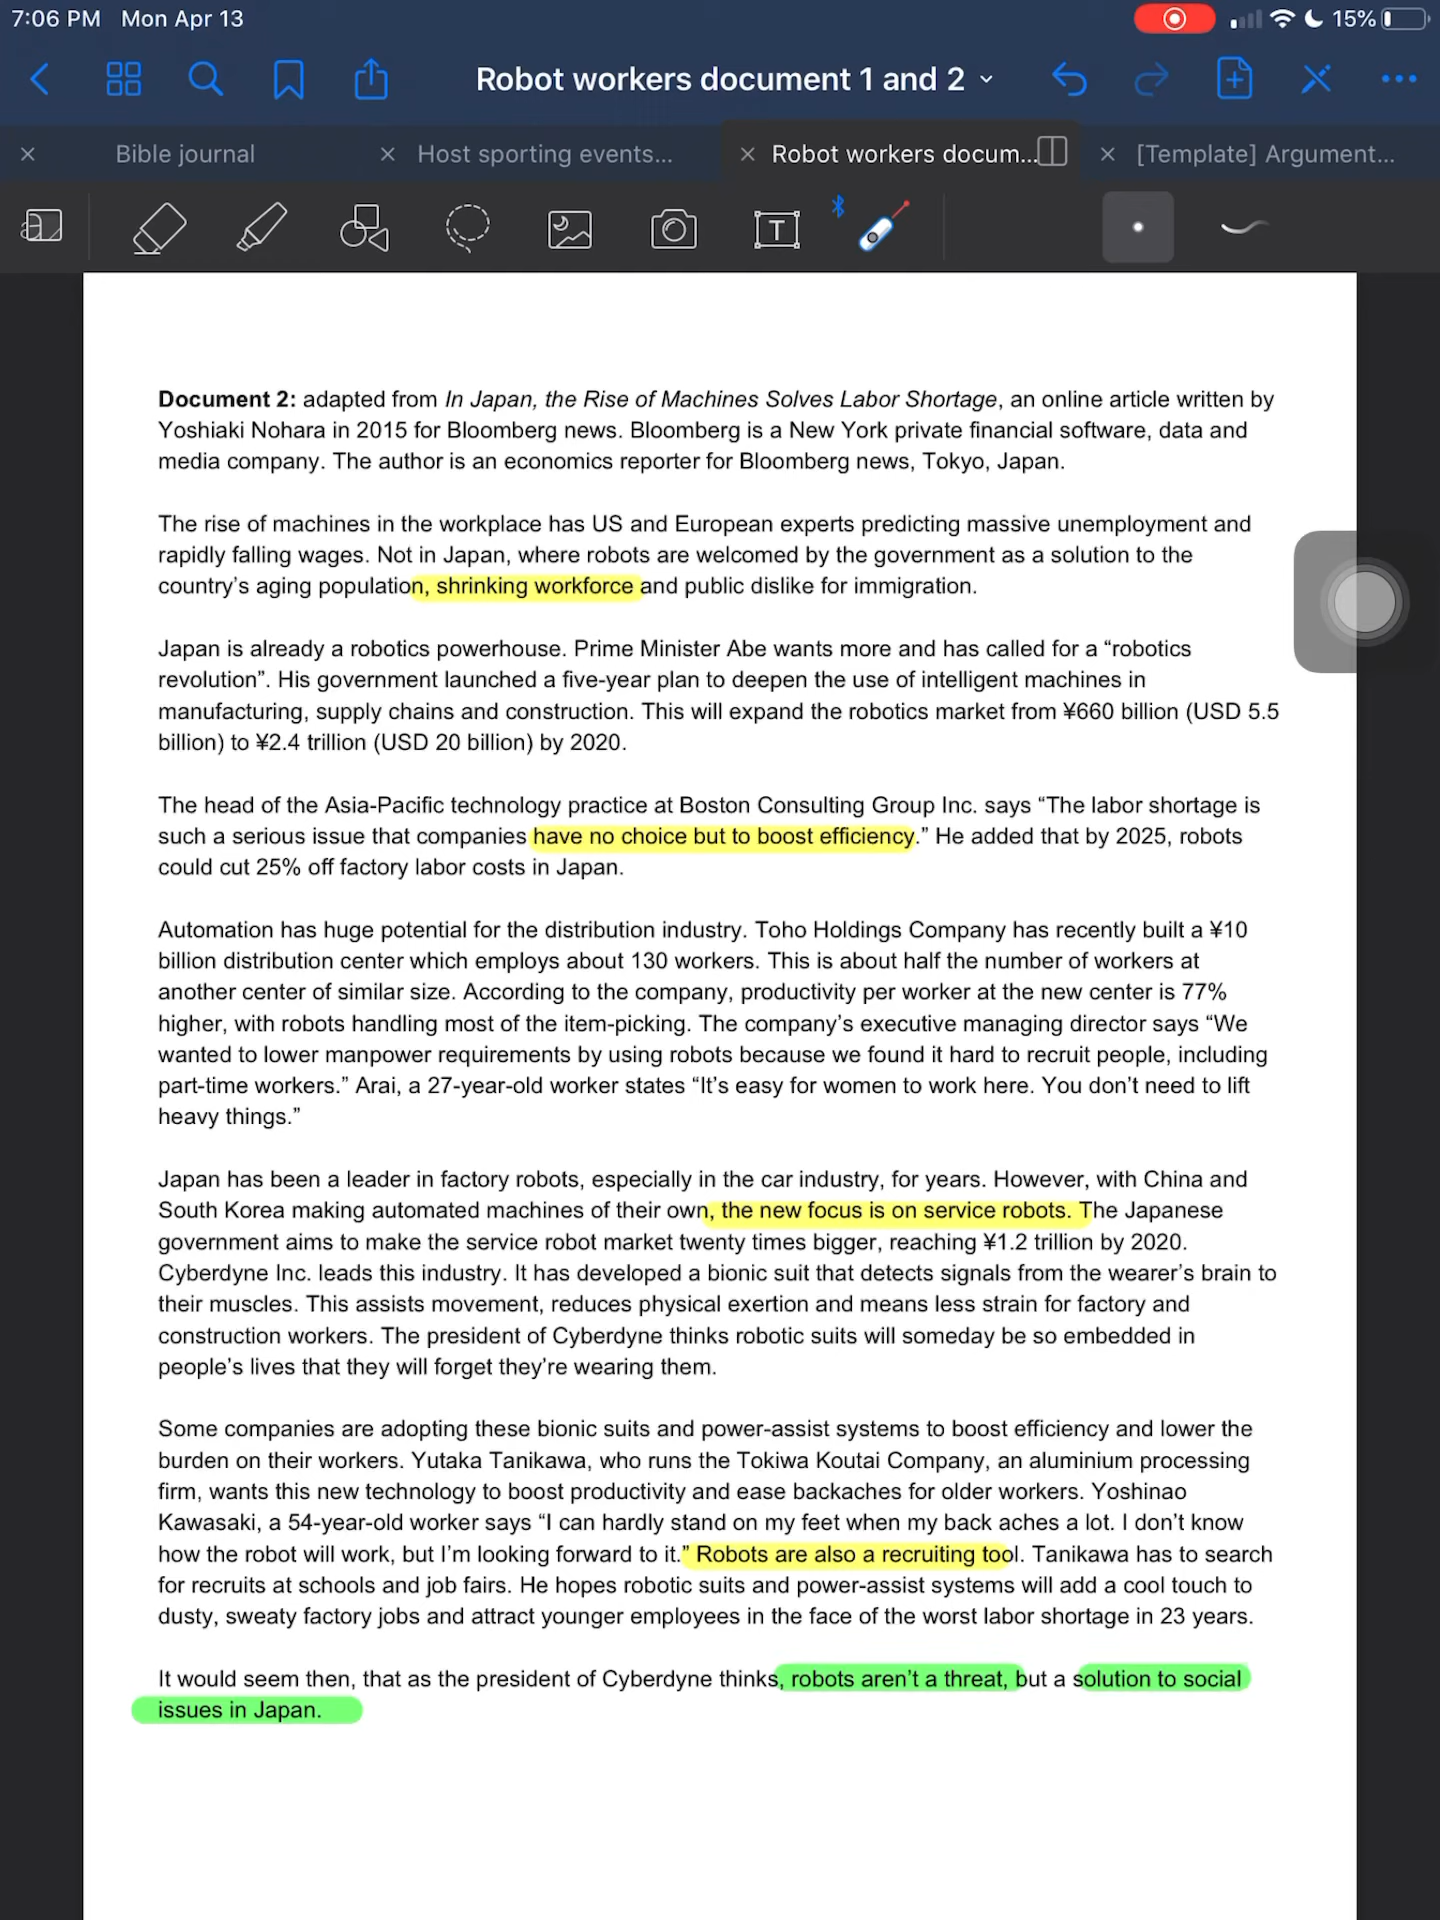 7:06 PM Mon Apr 13
15%
Robot workers document 1 and 2
Bible journal
Host sporting events...
Robot workers docum...
[Template] Argument...
a
T
Document 2: adapted from In Japan, the Rise of Machines Solves Labor Shortage, an online article written by
Yoshiaki Nohara in 2015 for Bloomberg news. Bloomberg is a New York private financial software, data and
media company. The author is an economics reporter for Bloomberg news, Tokyo, Japan.
The rise of machines in the workplace has US and European experts predicting massive unemployment and
rapidly falling wages. Not in Japan, where robots are welcomed by the government as a solution to the
country's aging population, shrinking workforce and public dislike for immigration.
Japan is already a robotics powerhouse. Prime Minister Abe wants more and has called for a “robotics
revolution”. His government launched a five-year plan to deepen the use of intelligent machines in
manufacturing, supply chains and construction. This will expand the robotics market from ¥660 billion (USD 5.5
billion) to ¥2.4 trillion (USD 20 billion) by 2020.
The head of the Asia-Pacific technology practice at Boston Consulting Group Inc. says “The labor shortage is
such a serious issue that companies have no choice but to boost efficiency.” He added that by 2025, robots
could cut 25% off factory labor costs in Japan.
Automation has huge potential for the distribution industry. Toho Holdings Company has recently built a ¥10
billion distribution center which employs about 130 workers. This is about half the number of workers at
another center of similar size. According to the company, productivity per worker at the new center is 77%
higher, with robots handling most of the item-picking. The company's executive managing director says “We
wanted to lower manpower requirements by using robots because we found it hard to recruit people, including
part-time workers.” Arai, a 27-year-old worker states “It's easy for women to work here. You don't need to lift
heavy things.”
Japan has been a leader in factory robots, especially in the car industry, for years. However, with China and
South Korea making automated machines of their own, the new focus is on service robots. The Japanese
government aims to make the service robot market twenty times bigger, reaching ¥1.2 trillion by 2020.
Cyberdyne Inc. leads this industry. It has developed a bionic suit that detects signals from the wearer's brain to
their muscles. This assists movement, reduces physical exertion and means less strain for factory and
construction workers. The president of Cyberdyne thinks robotic suits will someday be so embedded in
people's lives that they will forget they're wearing them.
Some companies are adopting these bionic suits and power-assist systems to boost efficiency and lower the
burden on their workers. Yutaka Tanikawa, who runs the Tokiwa Koutai Company, an aluminium processing
firm, wants this new technology to boost productivity and ease backaches for older workers. Yoshinao
Kawasaki, a 54-year-old worker says “I can hardly stand on my feet when my back aches a lot. I don't know
how the robot will work, but I'm looking forward to it.” Robots are also a recruiting tool. Tanikawa has to search
for recruits at schools and job fairs. He hopes robotic suits and power-assist systems will add a cool touch to
dusty, sweaty factory jobs and attract younger employees in the face of the worst labor shortage in 23 years.
It would seem then, that as the president of Cyberdyne thinks, robots aren't a threat, but a solution to social
issues in Japan.